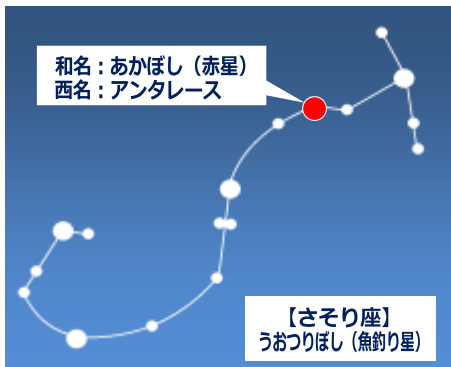 和名：あかぼし（赤星）
西名：アンタレース
【さそり座】
うおつりぼし（魚釣り星）